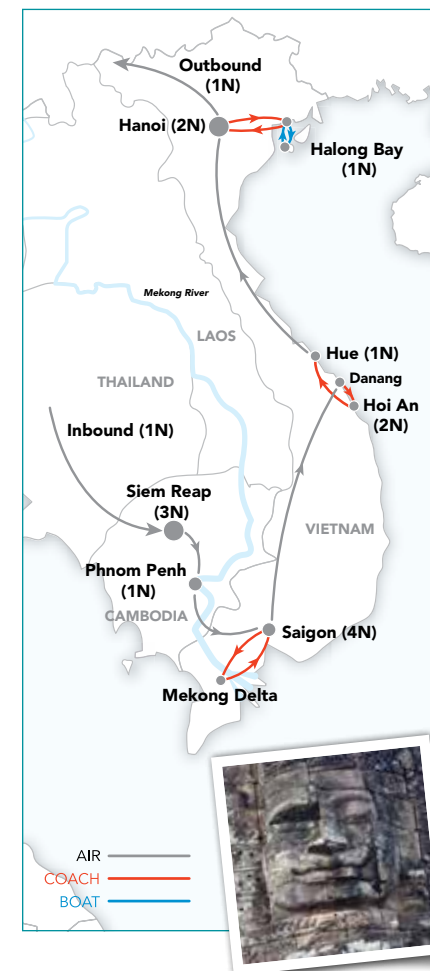 Outbound
(1N)
Hanoi (2N)
Halong Bay
(1N)
Mekong River
LAOS
Hue (1N)
Danang
THAILAND
Hoi An
(2N)
Inbound (1N)
Siem Reap
(3N)
VIETNAM
Phnom Penh
(1N)
CAMBODIA
Saigon (4N)
Mekong Delta
AIR
COACH
BOAT